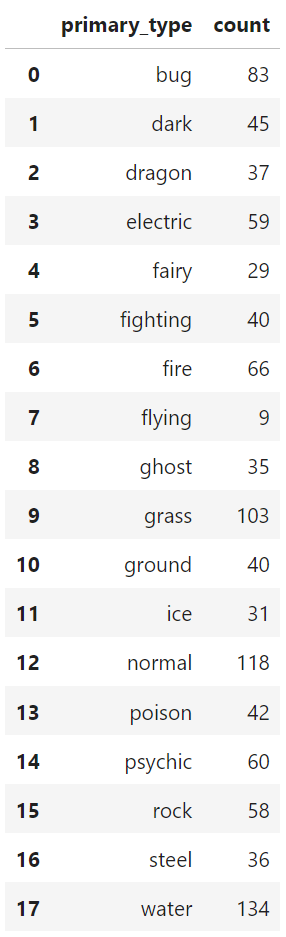 primary_type count
0 bug 83
1 dark 45
2 dragon 37
3 electric 59
4 fairy 29
5 fighting 40
6 fire 66
7 flying 9
8 ghost 35
9 grass 103
10 ground 40
11 ice 31
12 normal 118
13 poison 42
14 psychic 60
15 rock 58
16 steel 36
17 water 134